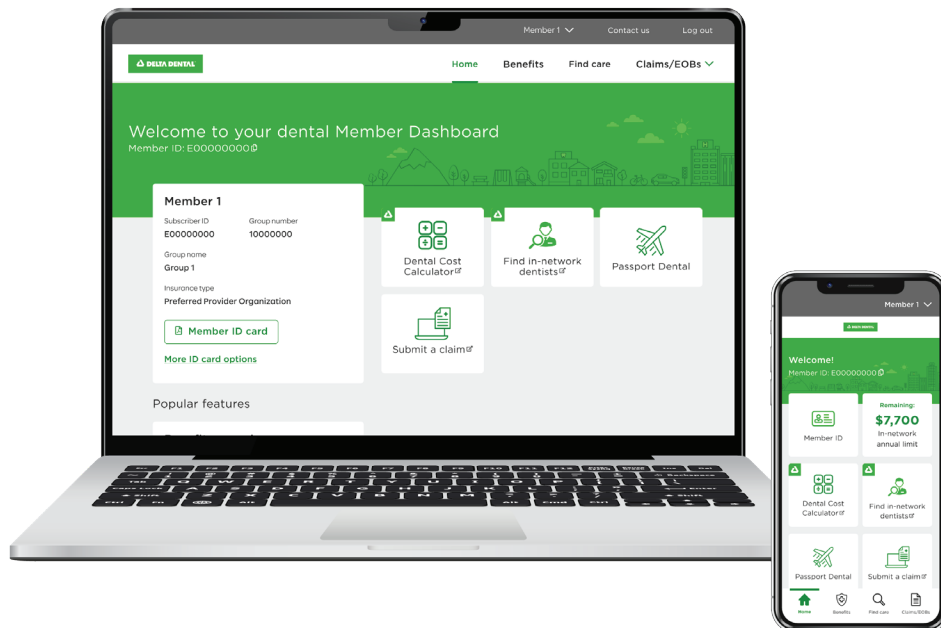 Member 1
Contact us
Log out
DELTA DENTAL
Home
Benefits
Find care
Claims/EOBs
Welcome to your dental Member Dashboard
Member ID: E00000000
Member 1
Subscriber ID
Group number
E00000000
10000000
Group name
Group 1
Insurance type
Preferred Provider Organization
Member ID card
More ID card options
Dental Cost
Calculator
Find in-network
dentists
Passport Dental
Submit a claim
Popular features
Member 1
DELTA DENTAL
Welcome!
Member ID: E00000000
Member ID
Remaining:
$7,700
In-network
annual limit
Dental Cost
Calculator
Find in-network
dentists
Passport Dental
Submit a claim
Home
Benefits
Find care
Claims/EOBs